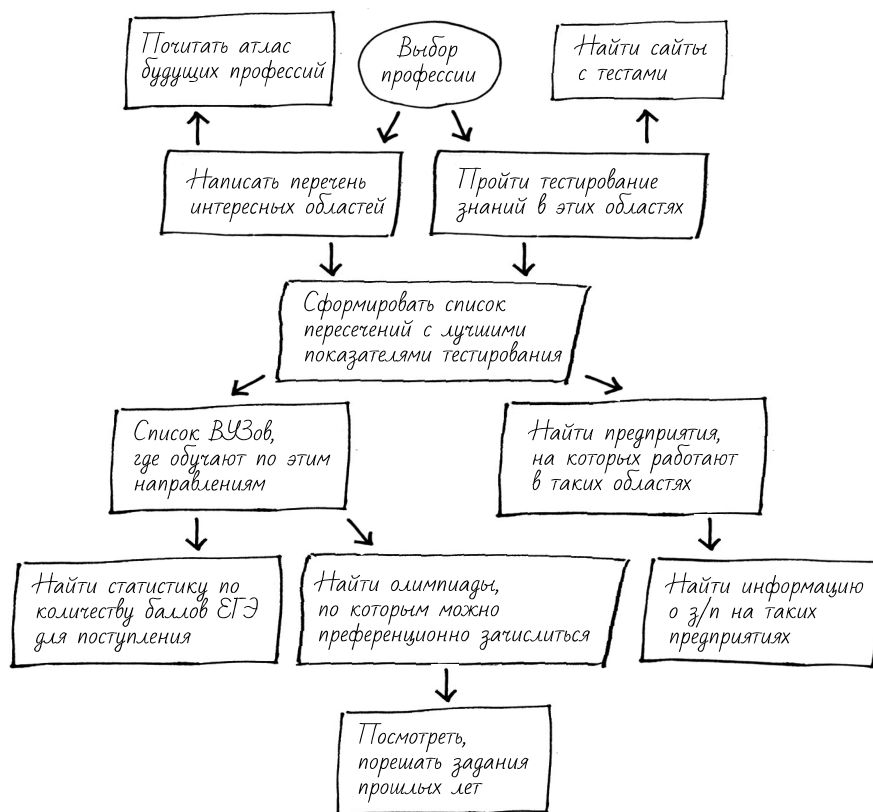 Почитать атлас
будущих профессий
Выбор
профессии
Найти сайты
с тестами
Написать перечень
интересных областей
Пройти тестирование
знаний в этих областях
Сформировать список
пересечений с лучшими
показателями тестирования
Список ВУЗов,
где обучают по этим
направлениям
Найти предприятия,
на которых работают
в таких областях
Найти статистику по
количеству баллов ЕГЭ
для поступления
Найти олимпиады,
по которым можно
преференционно зачислиться
Найти информацию
о з/п на таких
предприятиях
Посмотреть,
порешать задания
прошлых лет